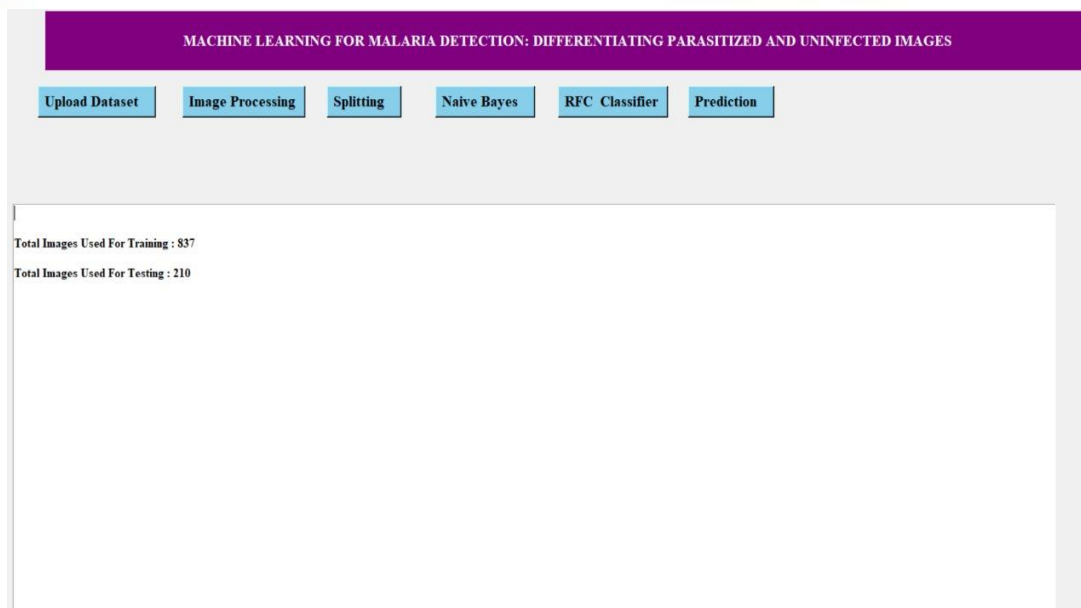 MACHINE LEARNING FOR MALARIA DETECTION: DIFFERENTIATING PARASITIZED AND UNINFECTED IMAGES
Upload Dataset Image Processing Splitting Naive Bayes RFC Classifier Prediction
Total Images Used For Training : 837
Total Images Used For Testing : 210